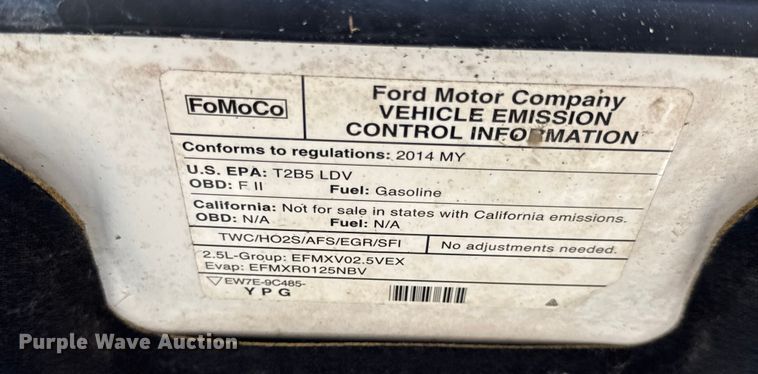 FoMoCo
Ford Motor Company
VEHICLE EMISSION
CONTROL INFORMATION
Conforms to regulations: 2014 MY
U.S. EPA: T2B5 LDV
OBD: F II Fuel: Gasoline
California: Not for sale in states with California emissions.
OBD: N/A Fuel: N/A
TWC/HO2S/AFS/EGR/SFI No adjustments needed.
2.5L-Group: EFMXV02.5VEX
Evap: EFMXR0125NBV
EW7E-9C485-
Y P G
Purple Wave Auction